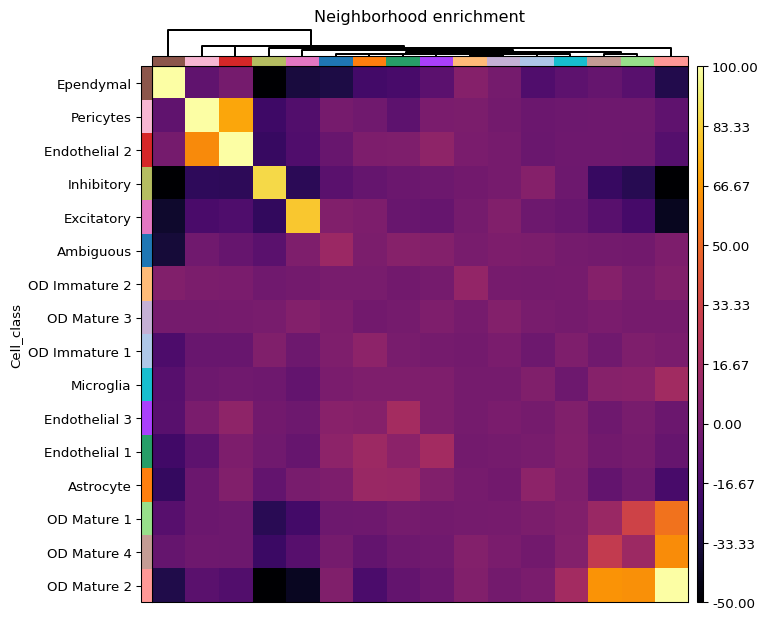 Neighborhood enrichment
Cell_class
Ependymal
Pericytes
Endothelial 2
Inhibitory
Excitatory
Ambiguous
OD Immature 2
OD Mature 3
OD Immature 1
Microglia
Endothelial 3
Endothelial 1
Astrocyte
OD Mature 1
OD Mature 4
OD Mature 2
100.00
83.33
66.67
50.00
33.33
16.67
0.00
-16.67
-33.33
-50.00